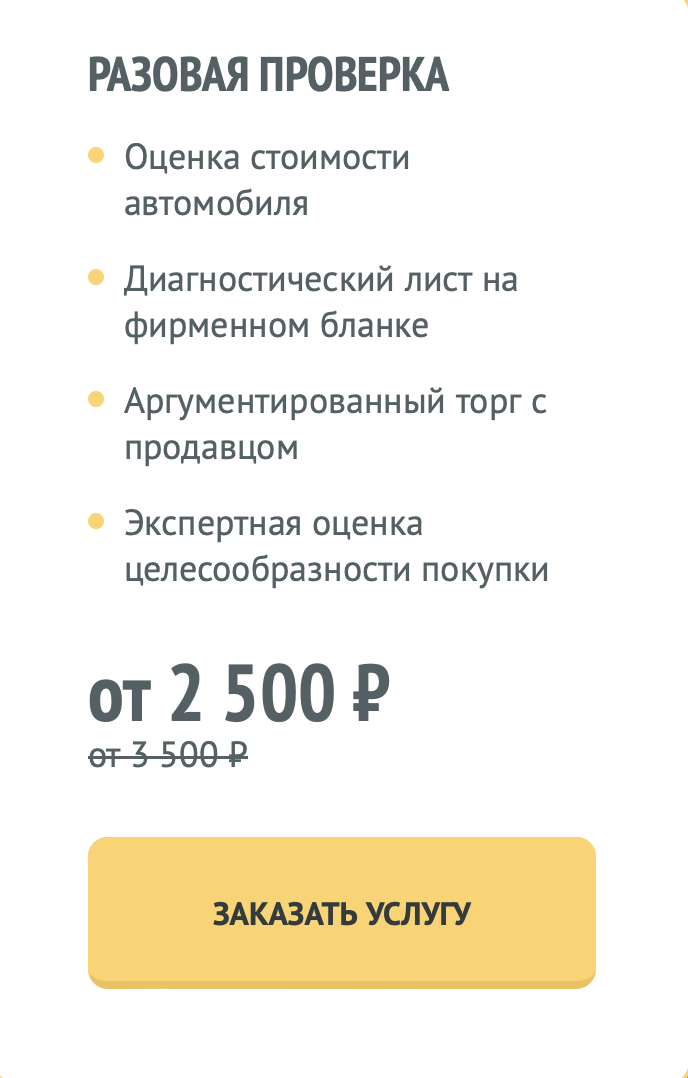 РАЗОВАЯ ПРОВЕРКА
Оценка стоимости
автомобиля
Диагностический лист на
фирменном бланке
Аргументированный торг с
продавцом
Экспертная оценка
целесообразности покупки
от 2 500 ₽
от 3 500 ₽
ЗАКАЗАТЬ УСЛУГУ